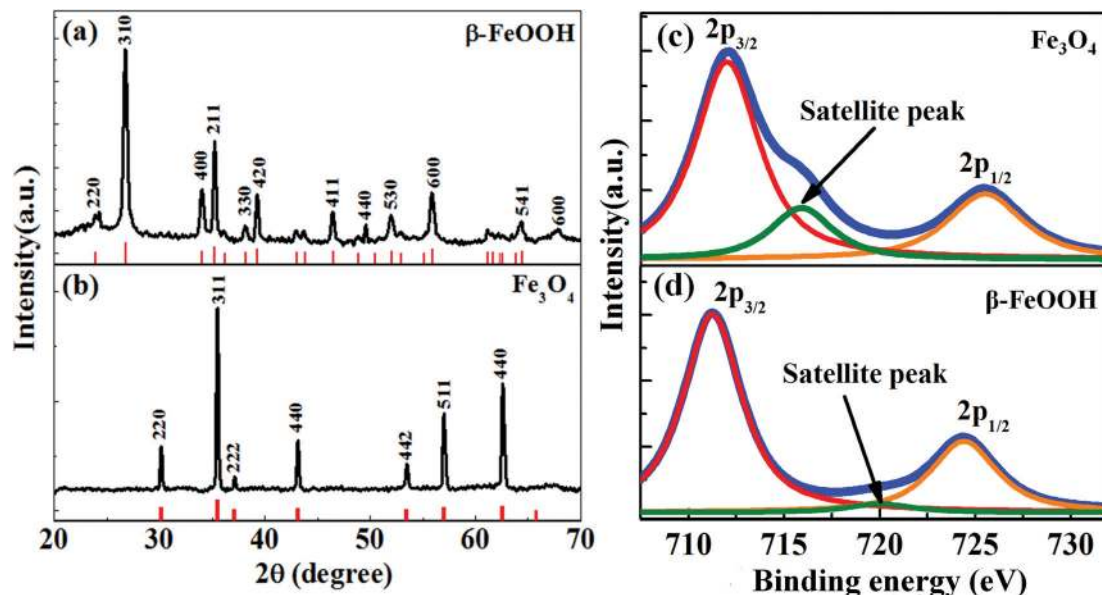 (a)
β-FeOOH
220
310
400
211
330
420
411
440
530
600
541
600
(b)
Fe₃O₄
220
311
222
440
442
511
440
Intensity(a.u.)
20 30 40 50 60 70
2θ (degree)
(c)
Fe₃O₄
2p₃/₂
Satellite peak
2p₁/₂
(d)
β-FeOOH
2p₃/₂
Satellite peak
2p₁/₂
Intensity(a.u.)
710 715 720 725 730
Binding energy (eV)